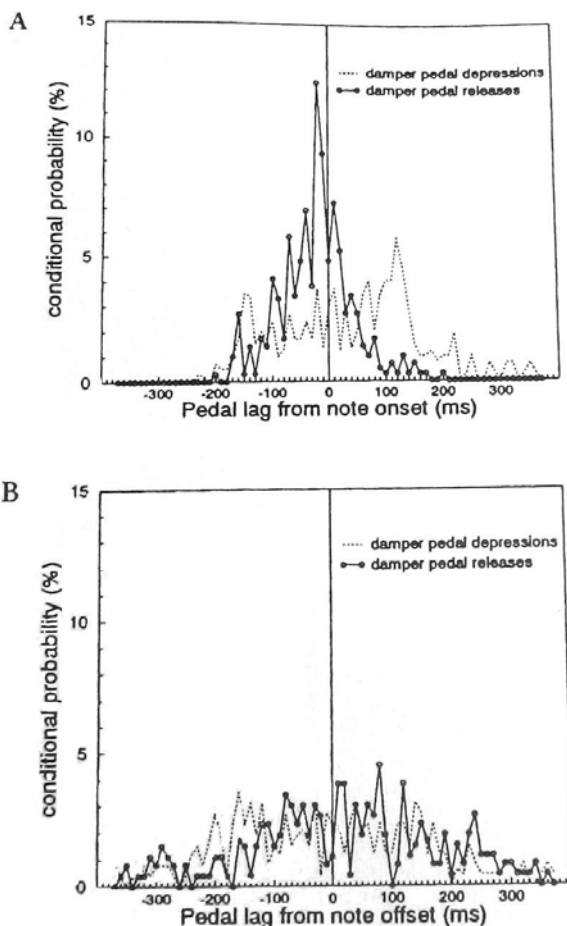 A
15
damper pedal depressions
damper pedal releases
10
conditional probability (%)
5
0
-300 -200 -100 0 100 200 300
Pedal lag from note onset (ms)
B
15
damper pedal depressions
damper pedal releases
10
conditional probability (%)
5
0
-300 -200 -100 0 100 200 300
Pedal lag from note offset (ms)